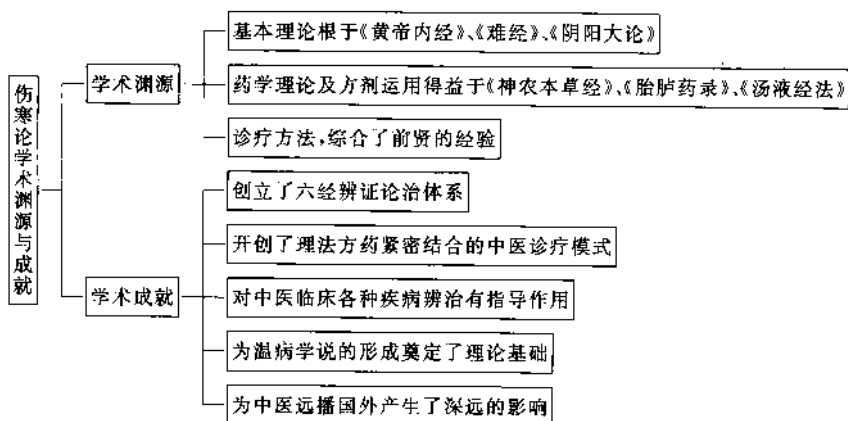 伤寒论学术渊源与成就
学术渊源
基本理论根于《黄帝内经》、《难经》、《阴阳大论》
药学理论及方剂运用得益于《神农本草经》、《胎胪药录》、《汤液经法》
诊疗方法,综合了前贤的经验
学术成就
创立了六经辨证论治体系
开创了理法方药紧密结合的中医诊疗模式
对中医临床各种疾病辨治有指导作用
为温病学说的形成奠定了理论基础
为中医远播国外产生了深远的影响